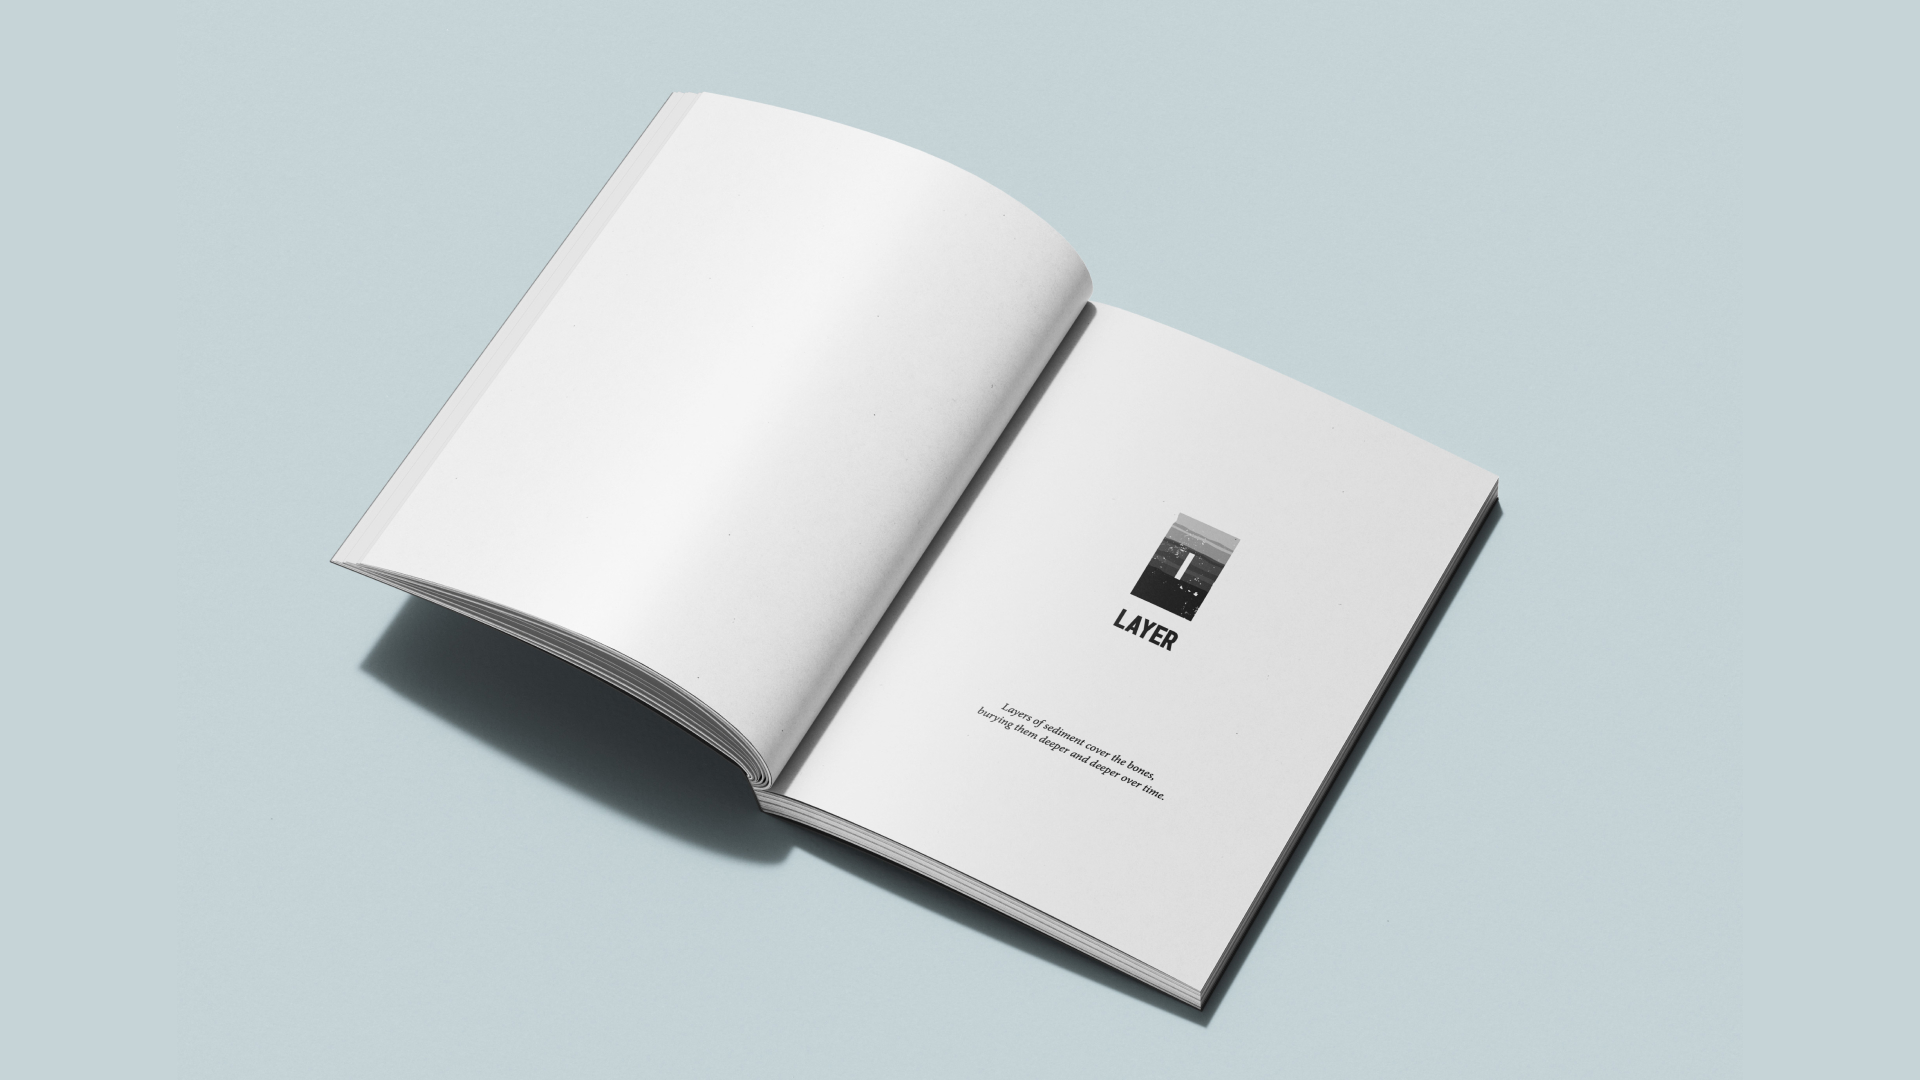 LAYER
Layers of sediment cover the bones,
burying them deeper and deeper over time.